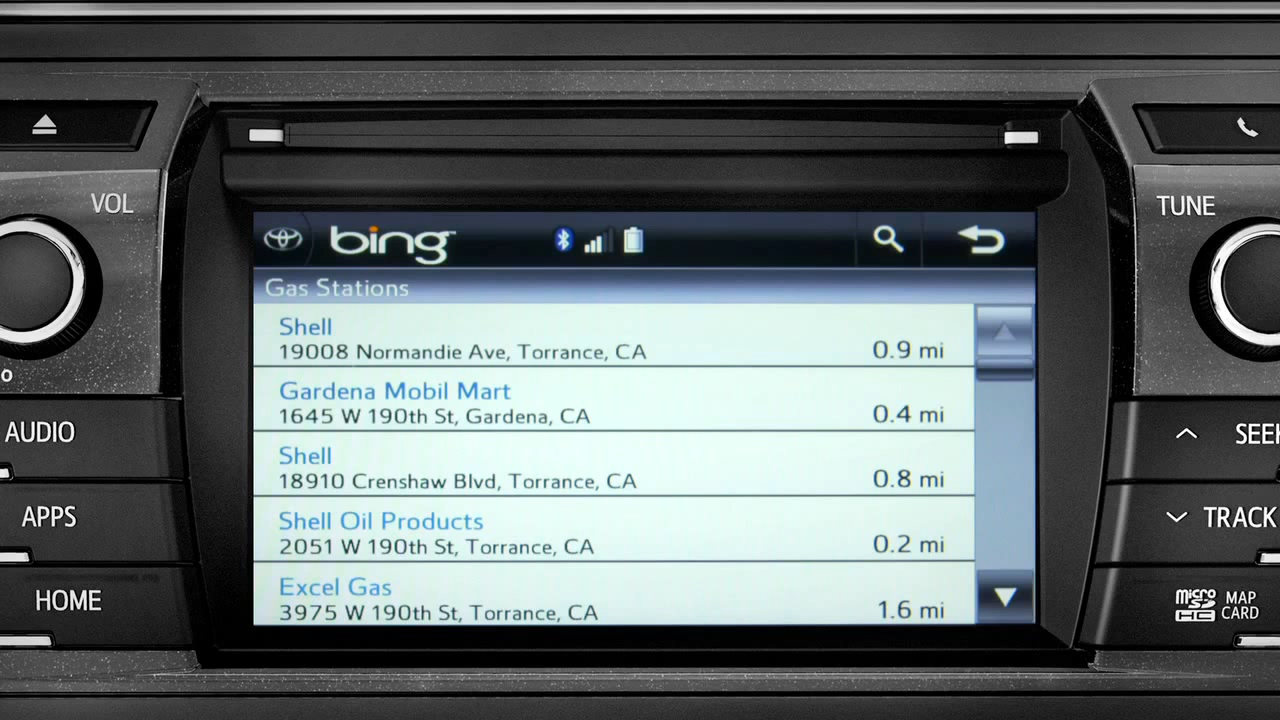 VOL
TUNE
bing™
Gas Stations
Shell
19008 Normandie Ave, Torrance, CA
0.9 mi
Gardena Mobil Mart
1645 W 190th St, Gardena, CA
0.4 mi
Shell
18910 Crenshaw Blvd, Torrance, CA
0.8 mi
Shell Oil Products
2051 W 190th St, Torrance, CA
0.2 mi
Excel Gas
3975 W 190th St, Torrance, CA
1.6 mi
AUDIO
APPS
HOME
SEEK
TRACK
micro SD HC
MAP
CARD